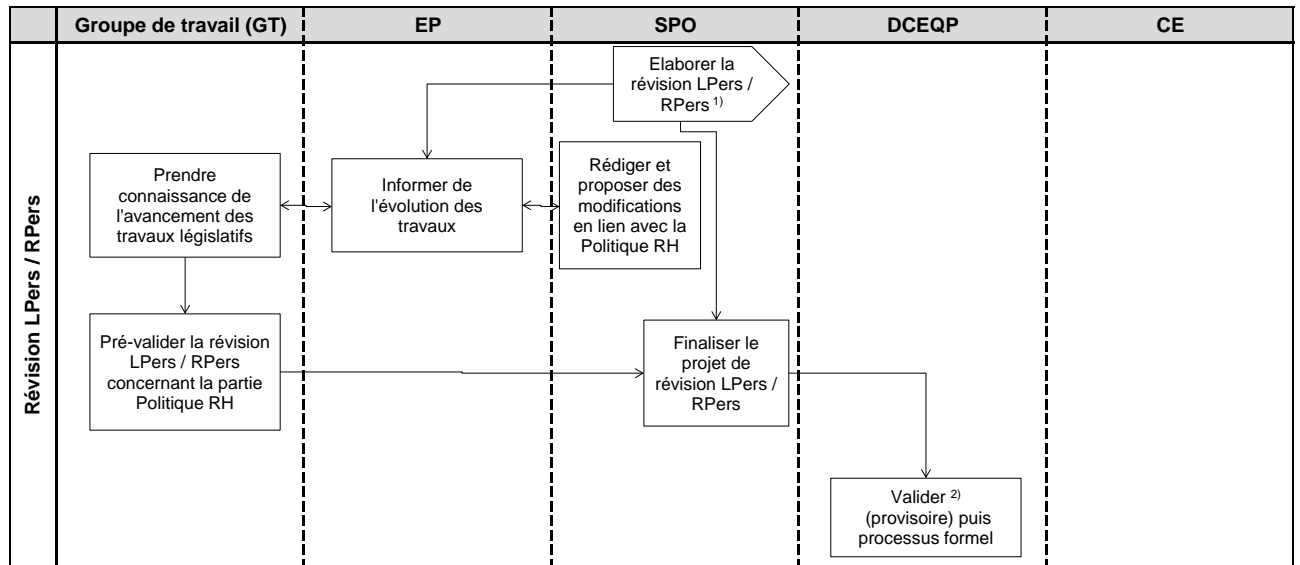 Groupe de travail (GT)
EP
SPO
DCEQP
CE
Révision LPers / RPers
Elaborer la
révision LPers /
RPers 1)
Prendre
connaissance de
l'avancement des
travaux législatifs
Informer de
l'évolution des
travaux
Rédiger et
proposer des
modifications
en lien avec la
Politique RH
Pré-valider la révision
LPers / RPers
concernant la partie
Politique RH
Finaliser le
projet de
révision LPers /
RPers
Valider 2)
(provisoire) puis
processus formel